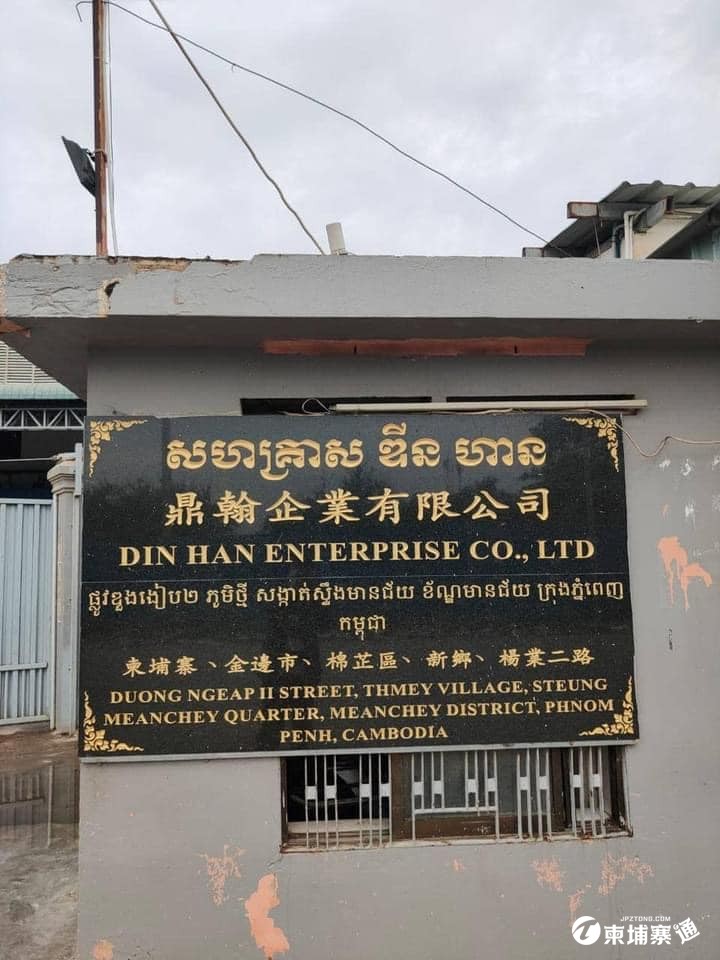 សហគ្រាស ឌីន ហាន
鼎翰企業有限公司
DIN HAN ENTERPRISE CO., LTD
ផ្លូវឌួងងៀប២ ភូមិថ្មី សង្កាត់ស្ទឹងមានជ័យ ខ័ណ្ឌមានជ័យ ក្រុងភ្នំពេញ
កម្ពុជា
柬埔寨、金邊市、棉芷區、新鄉、楊業二路
DUONG NGEAP II STREET, THMEY VILLAGE, STEUNG
MEANCHEY QUARTER, MEANCHEY DISTRICT, PHNOM
PENH, CAMBODIA
JPZTONG.COM
柬埔寨通